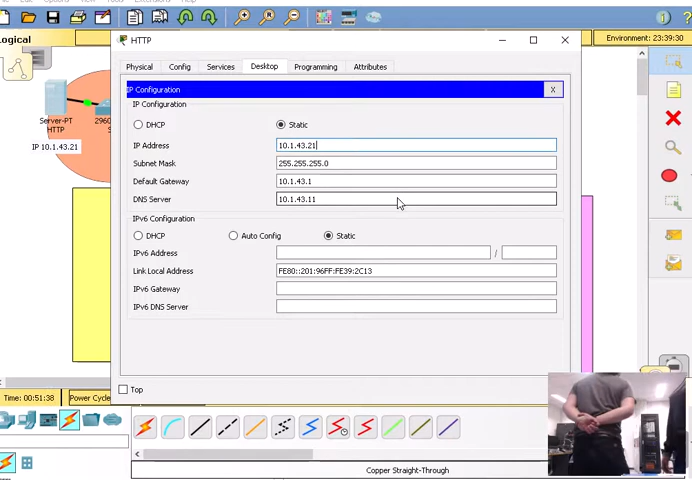 Logical
Environment: 23:39:30
HTTP
Physical Config Services Desktop Programming Attributes
IP Configuration X
IP Configuration
DHCP Static
IP Address 10.1.43.21
Subnet Mask 255.255.255.0
Default Gateway 10.1.43.1
DNS Server 10.1.43.11
IPv6 Configuration
DHCP Auto Config Static
IPv6 Address /
Link Local Address FE80::201:96FF:FE39:2C13
IPv6 Gateway
IPv6 DNS Server
Top
Server-PT
HTTP
IP 10.1.43.21
2960
Time: 00:51:38 Power Cycle
Copper Straight-Through